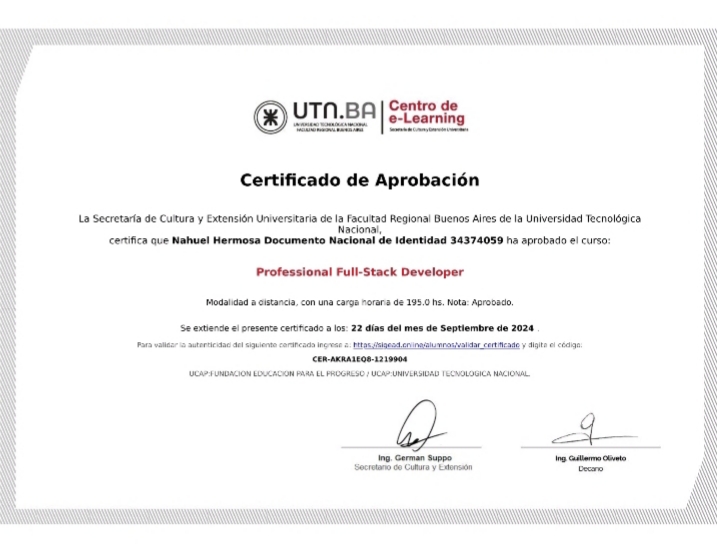 UTN.BA
UNIVERSIDAD TECNOLÓGICA NACIONAL
FACULTAD REGIONAL BUENOS AIRES
Centro de
e-Learning
Secretaría de Cultura y Extensión Universitaria
Certificado de Aprobación
La Secretaría de Cultura y Extensión Universitaria de la Facultad Regional Buenos Aires de la Universidad Tecnológica
Nacional,
certifica que Nahuel Hermosa Documento Nacional de Identidad 34374059 ha aprobado el curso:
Professional Full-Stack Developer
Modalidad a distancia, con una carga horaria de 195.0 hs. Nota: Aprobado.
Se extiende el presente certificado a los: 22 días del mes de Septiembre de 2024 .
Para validar la autenticidad del siguiente certificado ingrese a: https://sigead.online/alumnos/validar_certificado y digite el código:
CER-AKRA1EQ8-1219904
UCAP:FUNDACION EDUCACION PARA EL PROGRESO / UCAP:UNIVERSIDAD TECNOLOGICA NACIONAL.
Ing. German Suppo
Secretario de Cultura y Extensión
Ing. Guillermo Oliveto
Decano